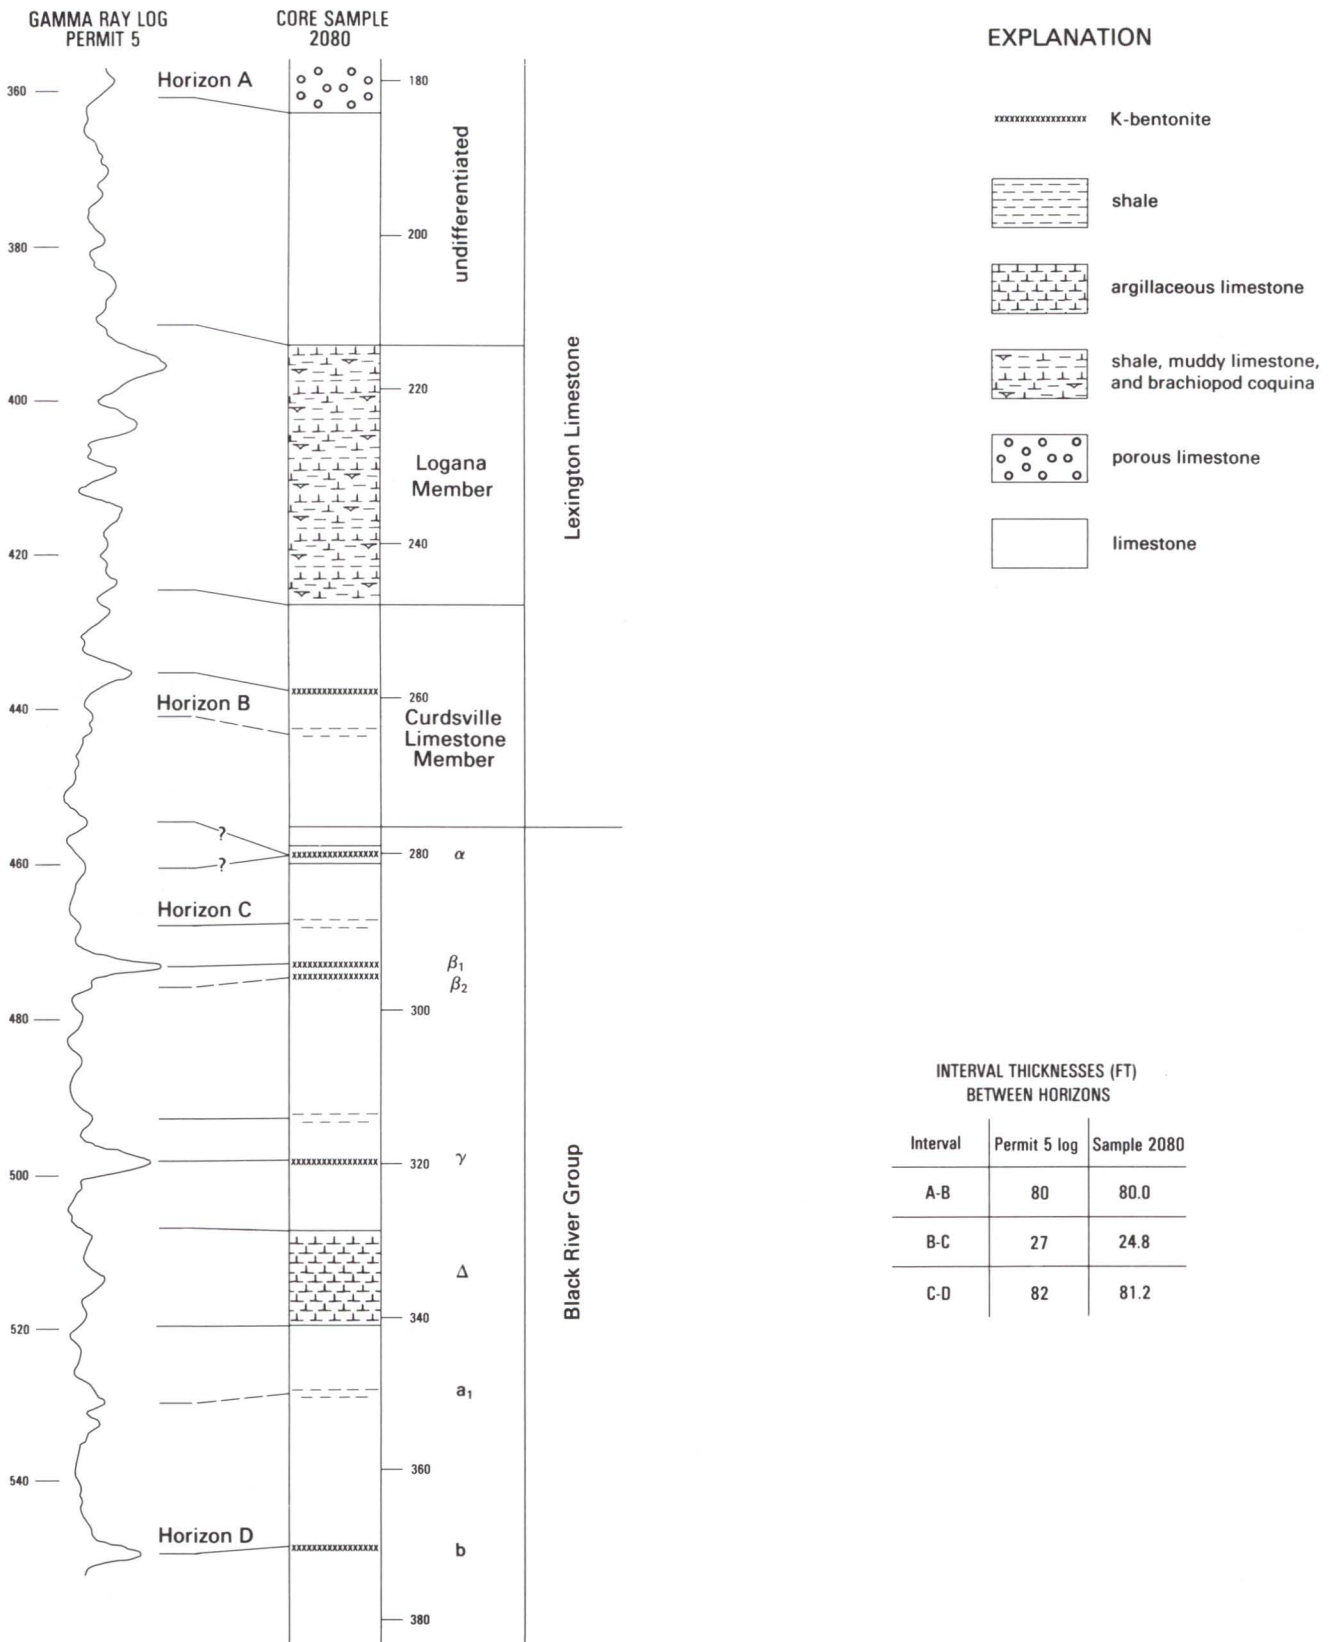 GAMMA RAY LOG
PERMIT 5
CORE SAMPLE
2080
360
380
400
420
440
460
480
500
520
540
Horizon A
Horizon B
?
?
Horizon C
Horizon D
180
200
220
240
260
280
300
320
340
360
380
undifferentiated
Logana
Member
Curdsville
Limestone
Member
α
β1
β2
γ
Δ
a1
b
Lexington Limestone
Black River Group
EXPLANATION
K-bentonite
shale
argillaceous limestone
shale, muddy limestone,
and brachiopod coquina
porous limestone
limestone
INTERVAL THICKNESSES (FT)
BETWEEN HORIZONS
Interval Permit 5 log Sample 2080
A-B 80 80.0
B-C 27 24.8
C-D 82 81.2